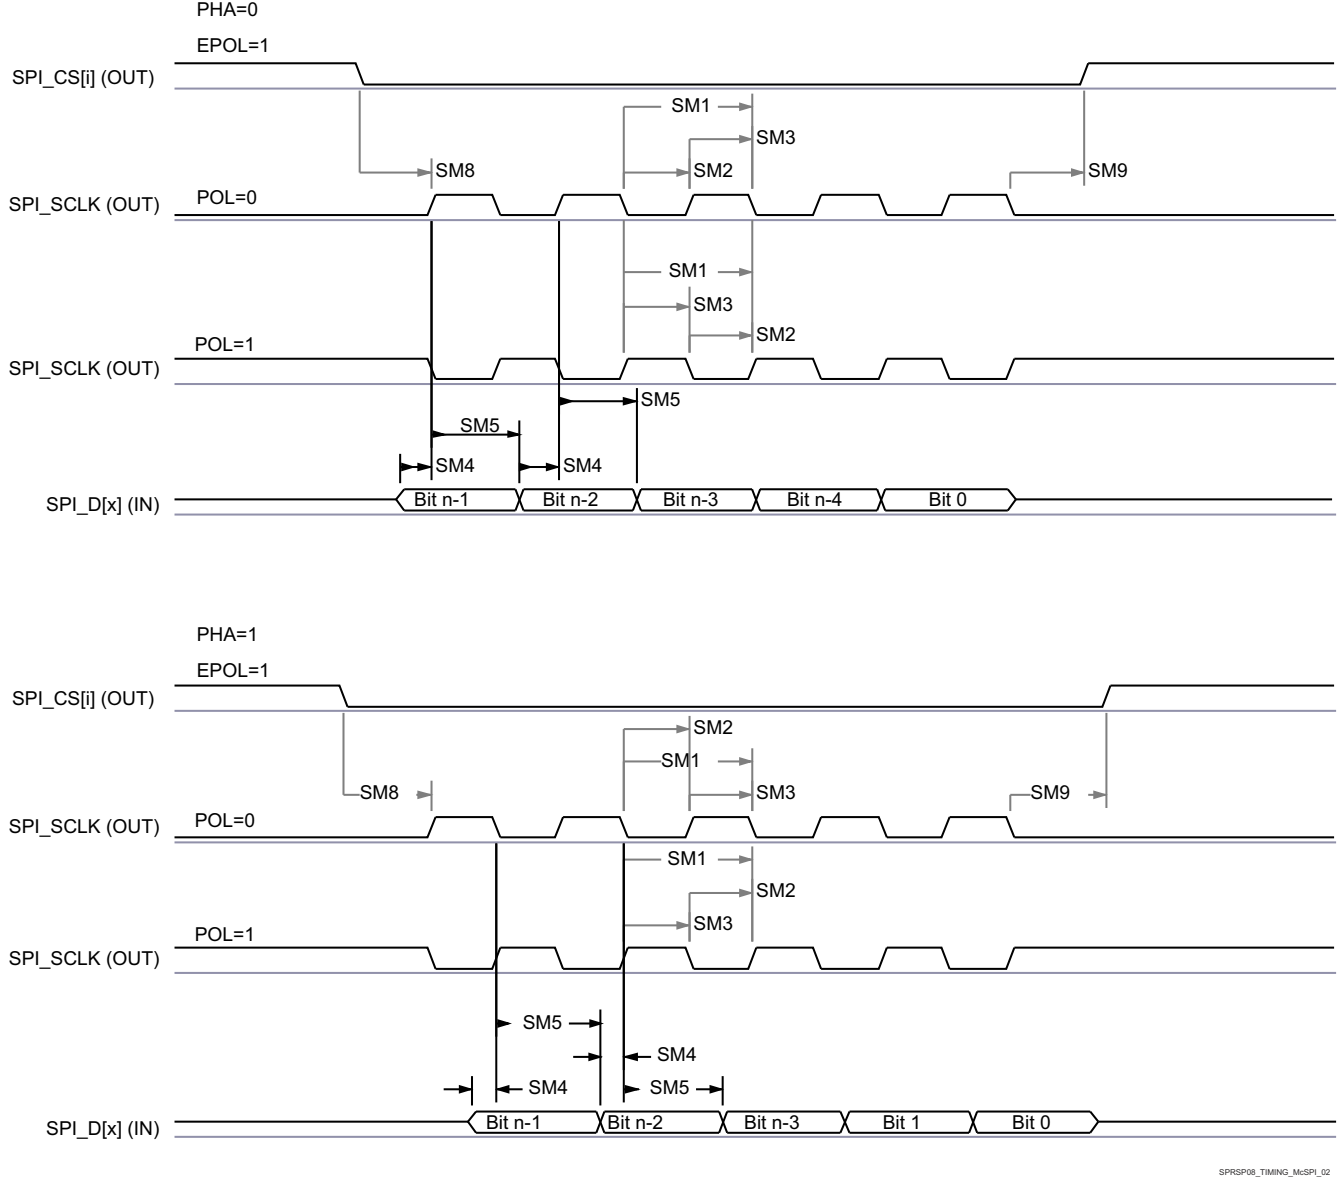 PHA=0
EPOL=1
SPI_CS[i] (OUT)
SM1
SM3
SM8
SM2
SM9
POL=0
SPI_SCLK (OUT)
SM1
SM3
SM2
POL=1
SPI_SCLK (OUT)
SM5
SM5
SM4
SM4
SPI_D[x] (IN)
Bit n-1
Bit n-2
Bit n-3
Bit n-4
Bit 0
PHA=1
EPOL=1
SPI_CS[i] (OUT)
SM2
SM1
SM8
SM3
SM9
POL=0
SPI_SCLK (OUT)
SM1
SM2
SM3
POL=1
SPI_SCLK (OUT)
SM5
SM4
SM4
SM5
SPI_D[x] (IN)
Bit n-1
Bit n-2
Bit n-3
Bit 1
Bit 0
SPRSP08_TIMING_McSPI_02